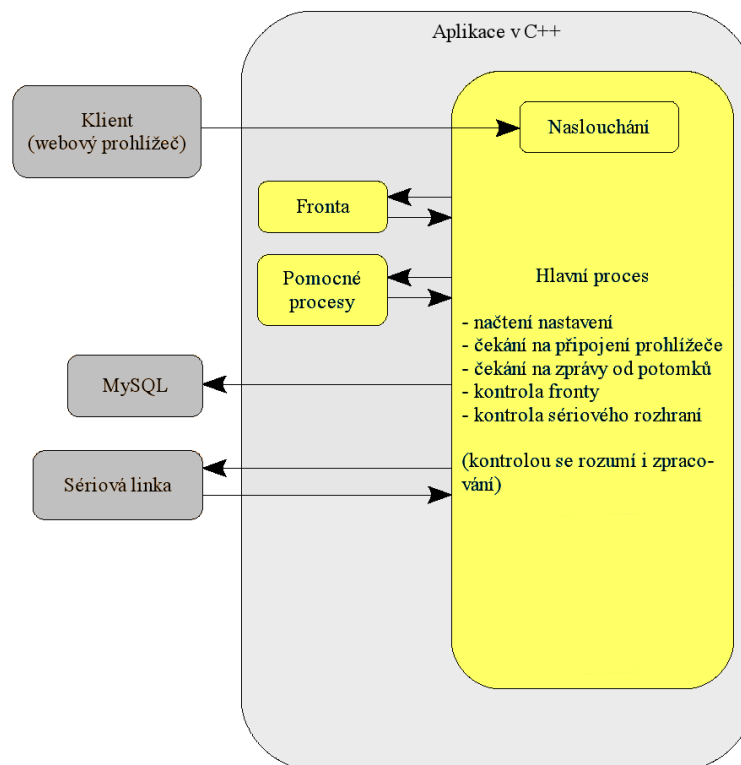 Aplikace v C++
Klient
(webový prohlížeč)
Naslouchání
Fronta
Pomocné
procesy
Hlavní proces
- načtení nastavení
- čekání na připojení prohlížeče
- čekání na zprávy od potomků
- kontrola fronty
- kontrola sériového rozhraní
(kontrolou se rozumí i zpraco-
vání)
MySQL
Sériová linka